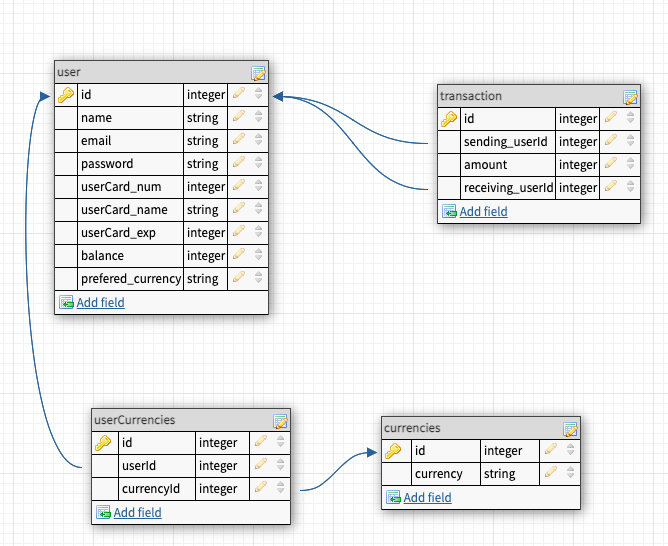 user
id integer
name string
email string
password string
userCard_num integer
userCard_name string
userCard_exp integer
balance integer
prefered_currency string
Add field
transaction
id integer
sending_userId integer
amount integer
receiving_userId integer
Add field
userCurrencies
id integer
userId integer
currencyId integer
Add field
currencies
id integer
currency string
Add field